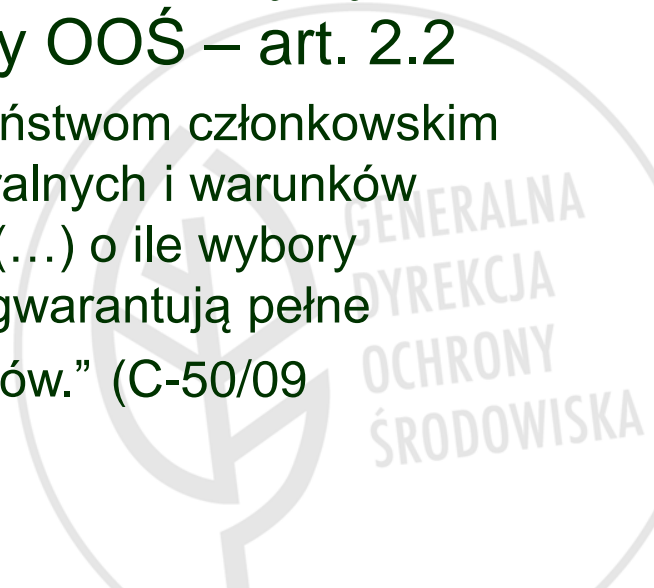 y OOŚ – art. 2.2
ństwom członkowskim
alnych i warunków
(…) o ile wybory
gwarantują pełne
ów.” (C-50/09
GENERALNA
DYREKCJA
OCHRONY
ŚRODOWISKA